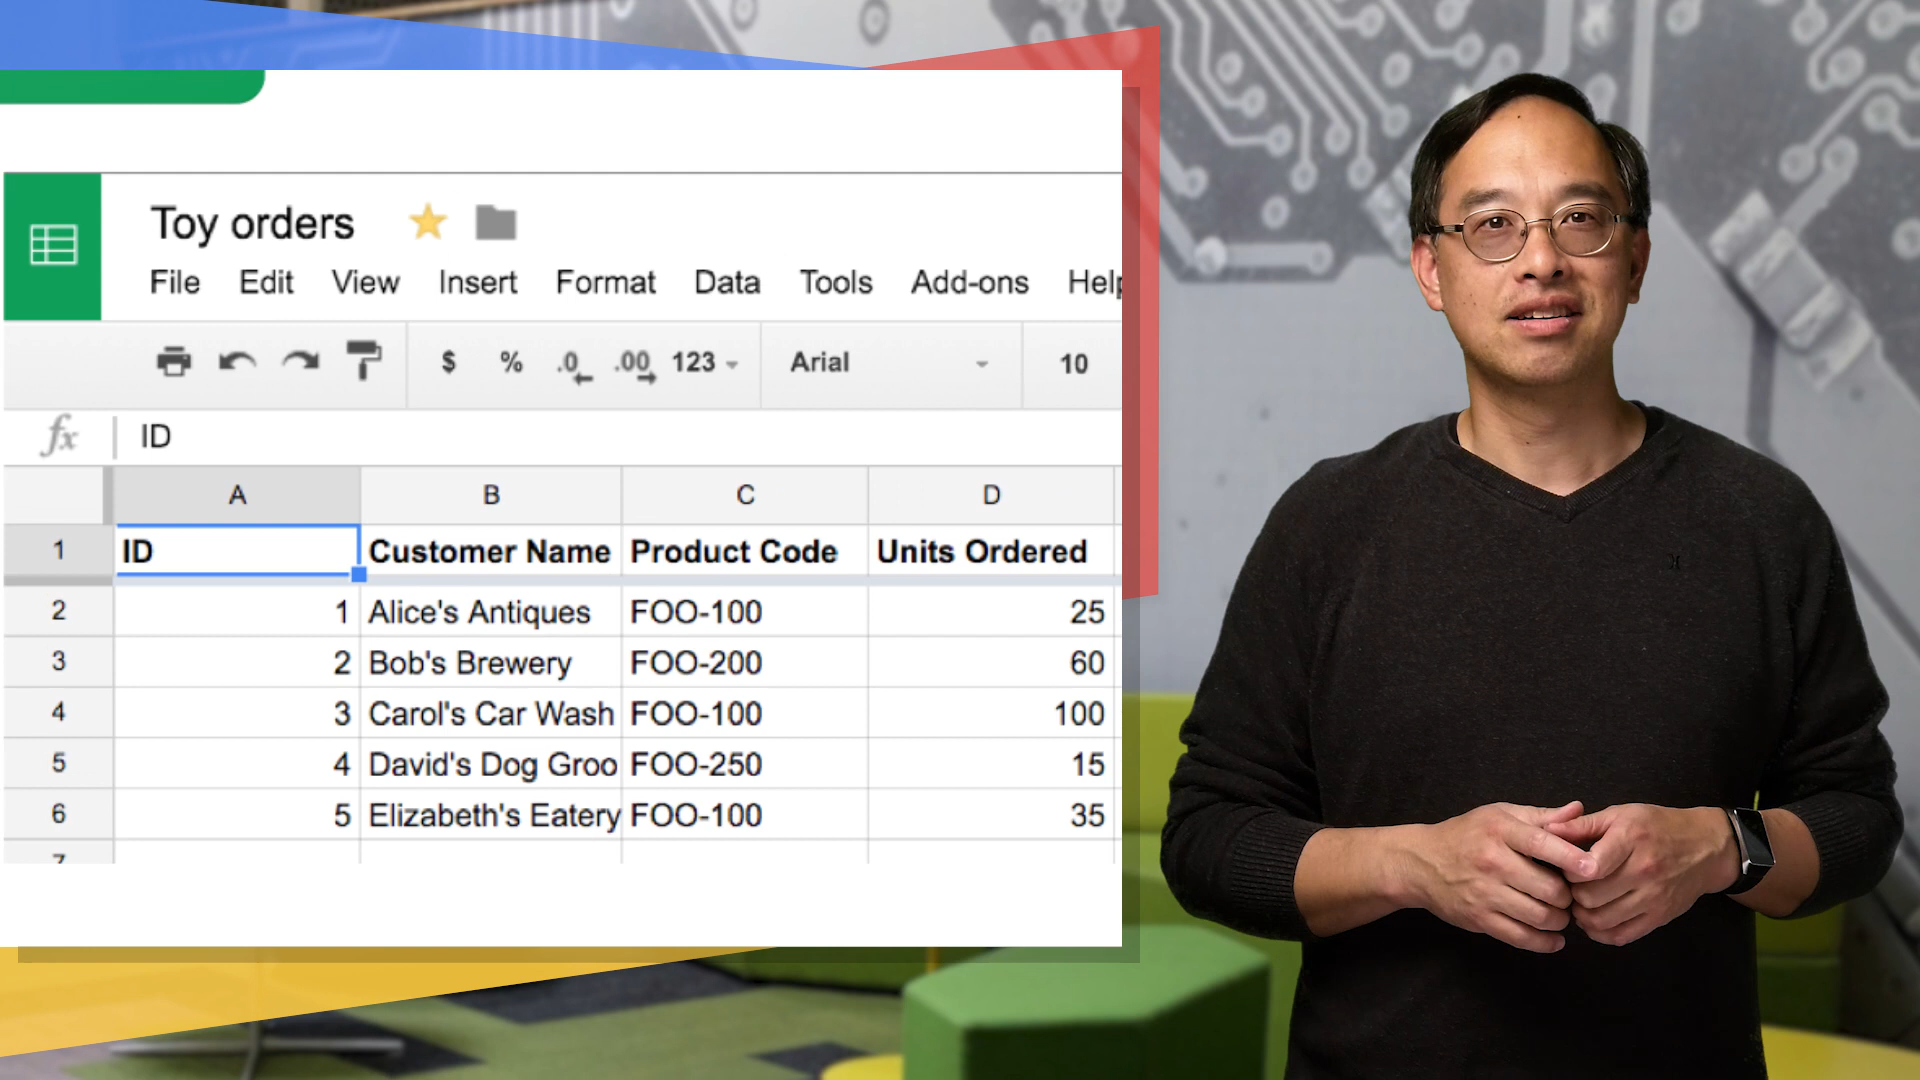 Toy orders
File Edit View Insert Format Data Tools Add-ons Help
$ % .0 .00 123 Arial 10
fx ID
A B C D
1 ID Customer Name Product Code Units Ordered
2 1 Alice's Antiques FOO-100 25
3 2 Bob's Brewery FOO-200 60
4 3 Carol's Car Wash FOO-100 100
5 4 David's Dog Groo FOO-250 15
6 5 Elizabeth's Eatery FOO-100 35
7